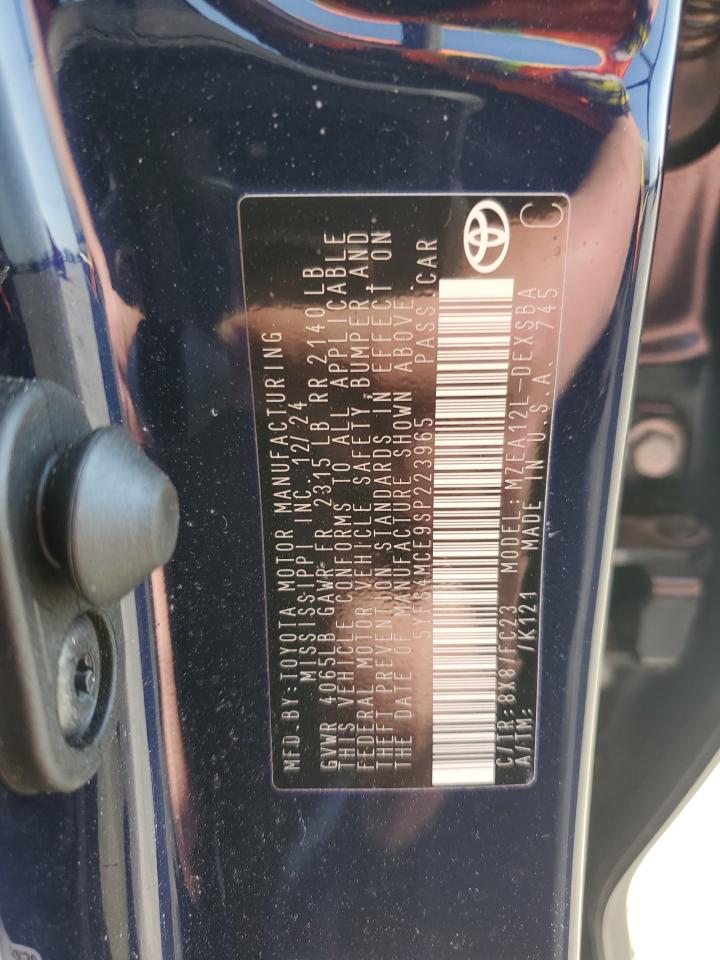 MFD.BY:TOYOTA MOTOR MANUFACTURING
MISSISSIPPI INC. 12/24
GVWR 4065LB GAWR FR 2315 LB RR 2140 LB
THIS VEHICLE CONFORMS TO ALL APPLICABLE
FEDERAL MOTOR VEHICLE SAFETY,BUMPER,AND
THEFT PREVENTION STANDARDS IN EFFECT ON
THE DATE OF MANUFACTURE SHOWN ABOVE.
5YFS4MCE9SP223965 PASS.CAR
C/TR:8X8/FC23 MODEL:MZEA12L-DEXSBA
A/TM: /K121 MADE IN U.S.A. 745
C